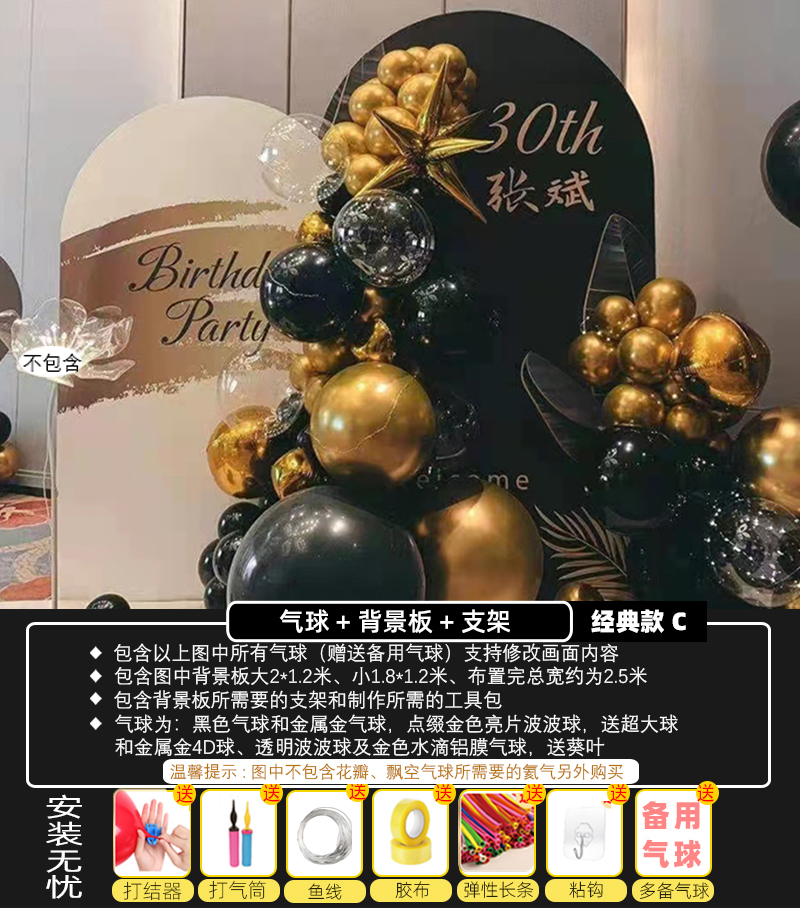 30th
张斌
Birthd
Party
不包含
elcome
气球+背景板+支架
经典款 C
◆ 包含以上图中所有气球（赠送备用气球）支持修改画面内容
◆ 包含图中背景板大2*1.2米、小1.8*1.2米、布置完总宽约为2.5米
◆ 包含背景板所需要的支架和制作所需的工具包
◆ 气球为：黑色气球和金属金气球，点缀金色亮片波波球，送超大球
和金属金4D球、透明波波球及金色水滴铝膜气球，送葵叶
温馨提示:图中不包含花瓣、飘空气球所需要的氦气另外购买
安装无忧
送 送 送 送 送 送 送
备用
气球
打结器 打气筒 鱼线 胶布 弹性长条 粘钩 多备气球